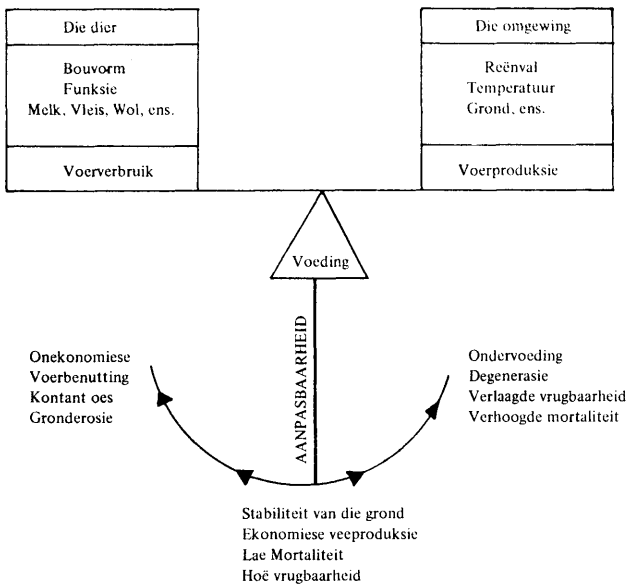 Die dier
Bouvorm
Funksie
Melk, Vleis, Wol, ens.
Voerverbruik
Die omgewing
Reënval
Temperatuur
Grond, ens.
Voerproduksie
Voeding
AANPASBAARHEID
Onekonomiese
Voerbenutting
Kontant oes
Gronderosie
Ondervoeding
Degenerasie
Verlaagde vrugbaarheid
Verhoogde mortaliteit
Stabiliteit van die grond
Ekonomiese veeproduksie
Lae Mortaliteit
Hoë vrugbaarheid